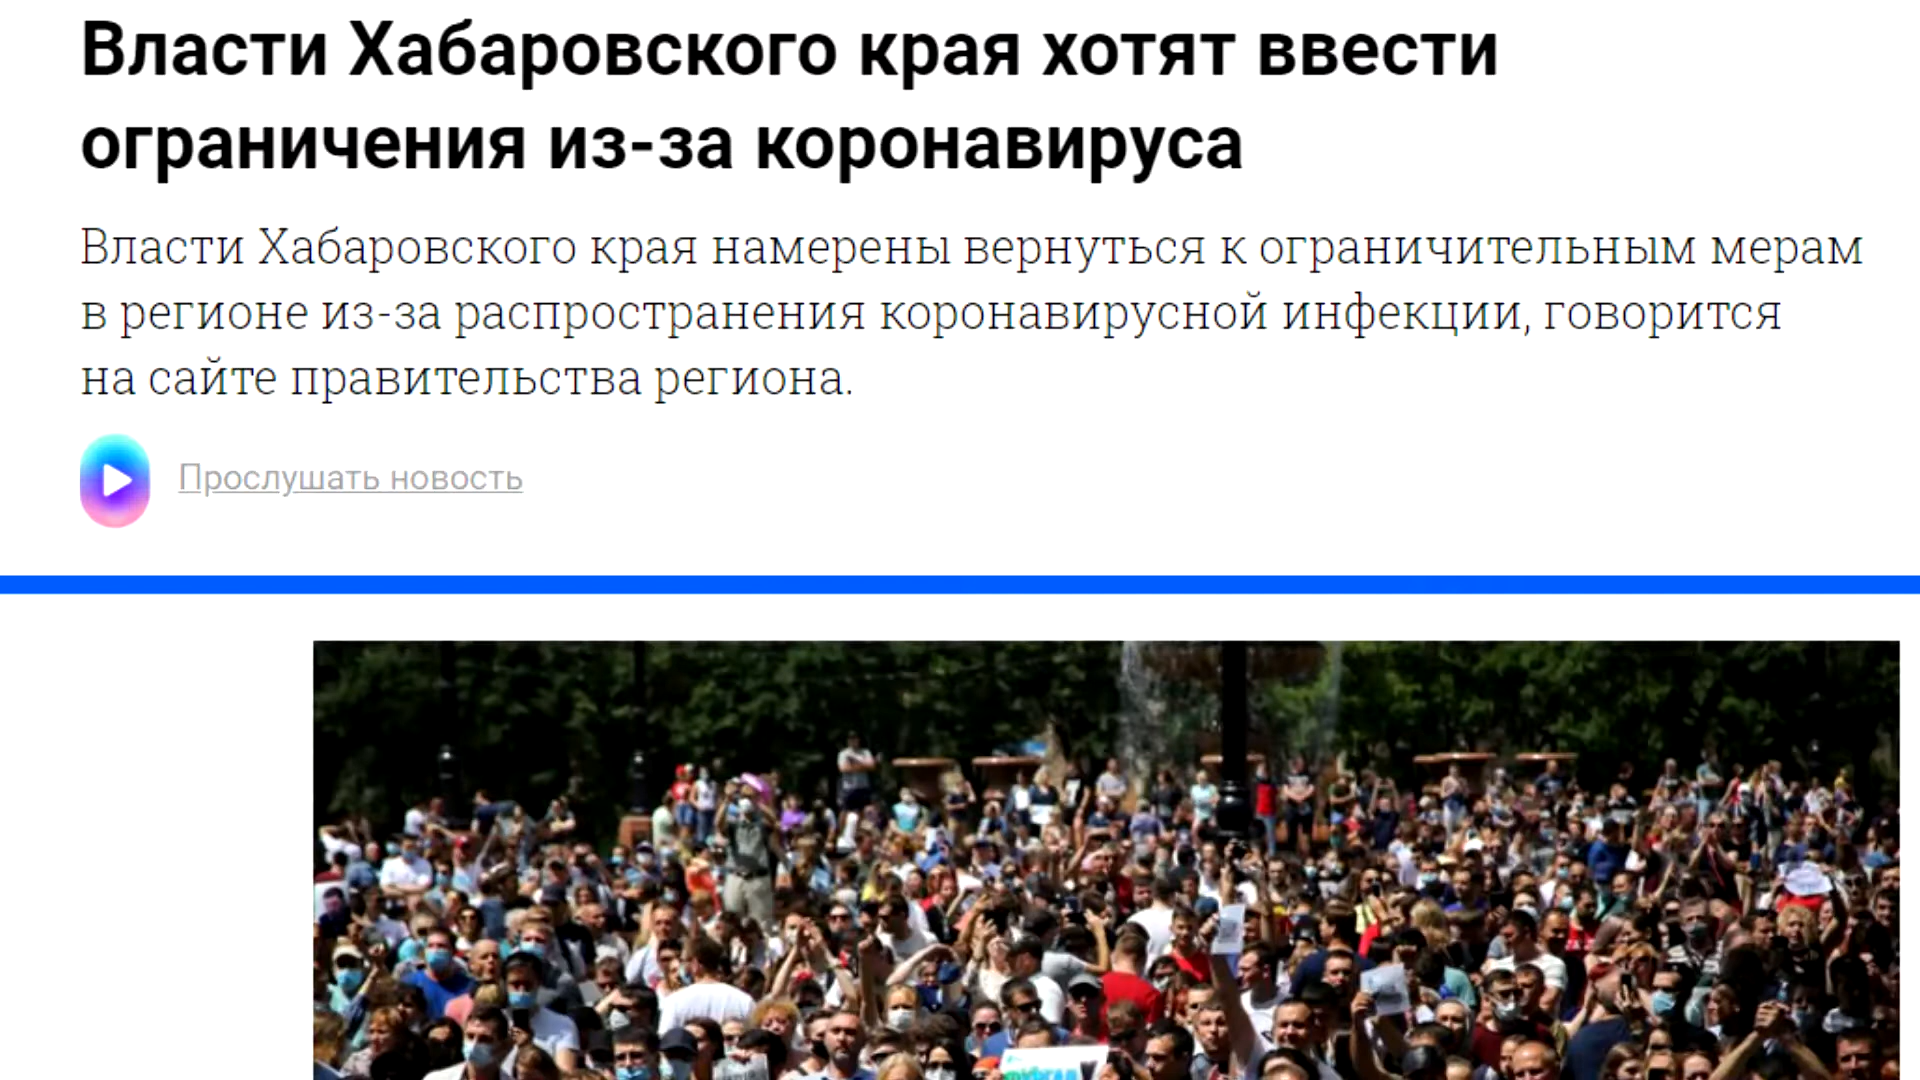 Власти Хабаровского края хотят ввести
ограничения из-за коронавируса
Власти Хабаровского края намерены вернуться к ограничительным мерам
в регионе из-за распространения коронавирусной инфекции, говорится
на сайте правительства региона.
Прослушать новость